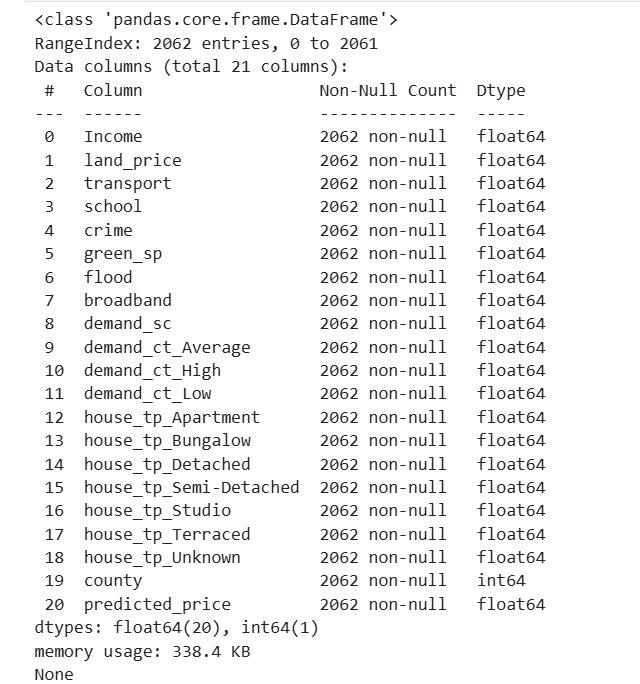 <class 'pandas.core.frame.DataFrame'>
RangeIndex: 2062 entries, 0 to 2061
Data columns (total 21 columns):
 #   Column                Non-Null Count  Dtype
---  ------                --------------  -----
 0   Income                2062 non-null   float64
 1   land_price            2062 non-null   float64
 2   transport             2062 non-null   float64
 3   school                2062 non-null   float64
 4   crime                 2062 non-null   float64
 5   green_sp              2062 non-null   float64
 6   flood                 2062 non-null   float64
 7   broadband             2062 non-null   float64
 8   demand_sc             2062 non-null   float64
 9   demand_ct_Average     2062 non-null   float64
 10  demand_ct_High        2062 non-null   float64
 11  demand_ct_Low         2062 non-null   float64
 12  house_tp_Apartment    2062 non-null   float64
 13  house_tp_Bungalow     2062 non-null   float64
 14  house_tp_Detached     2062 non-null   float64
 15  house_tp_Semi-Detached  2062 non-null   float64
 16  house_tp_Studio       2062 non-null   float64
 17  house_tp_Terraced     2062 non-null   float64
 18  house_tp_Unknown      2062 non-null   float64
 19  county                2062 non-null   int64
 20  predicted_price       2062 non-null   float64
dtypes: float64(20), int64(1)
memory usage: 338.4 KB
None